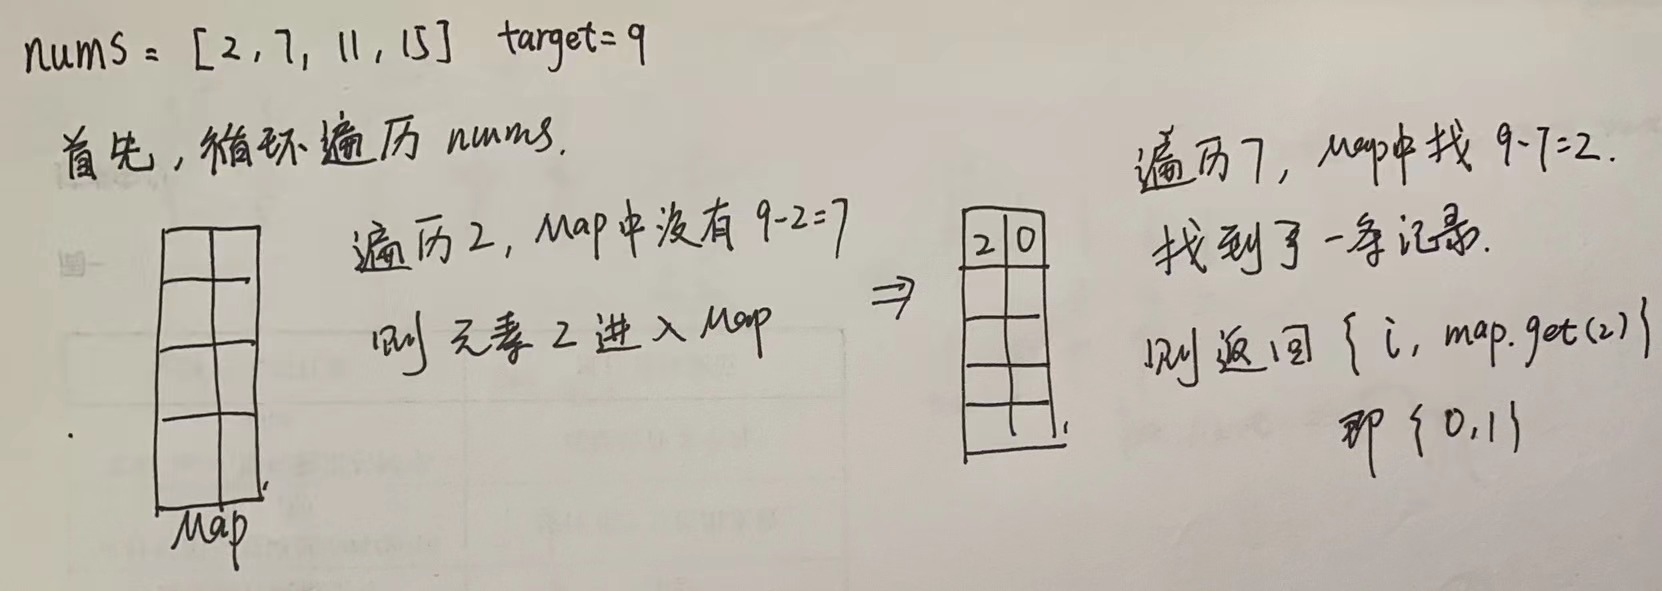 nums = [2, 7, 11, 15] target = 9
首先，循环遍历 nums.
遍历2，Map中没有 9-2=7
则 元素 2 进入 Map
Map
⇒
2 0
遍历7，Map中找 9-7=2.
找到了一条记录.
则返回 { i, map.get(2) }
即 {0,1}